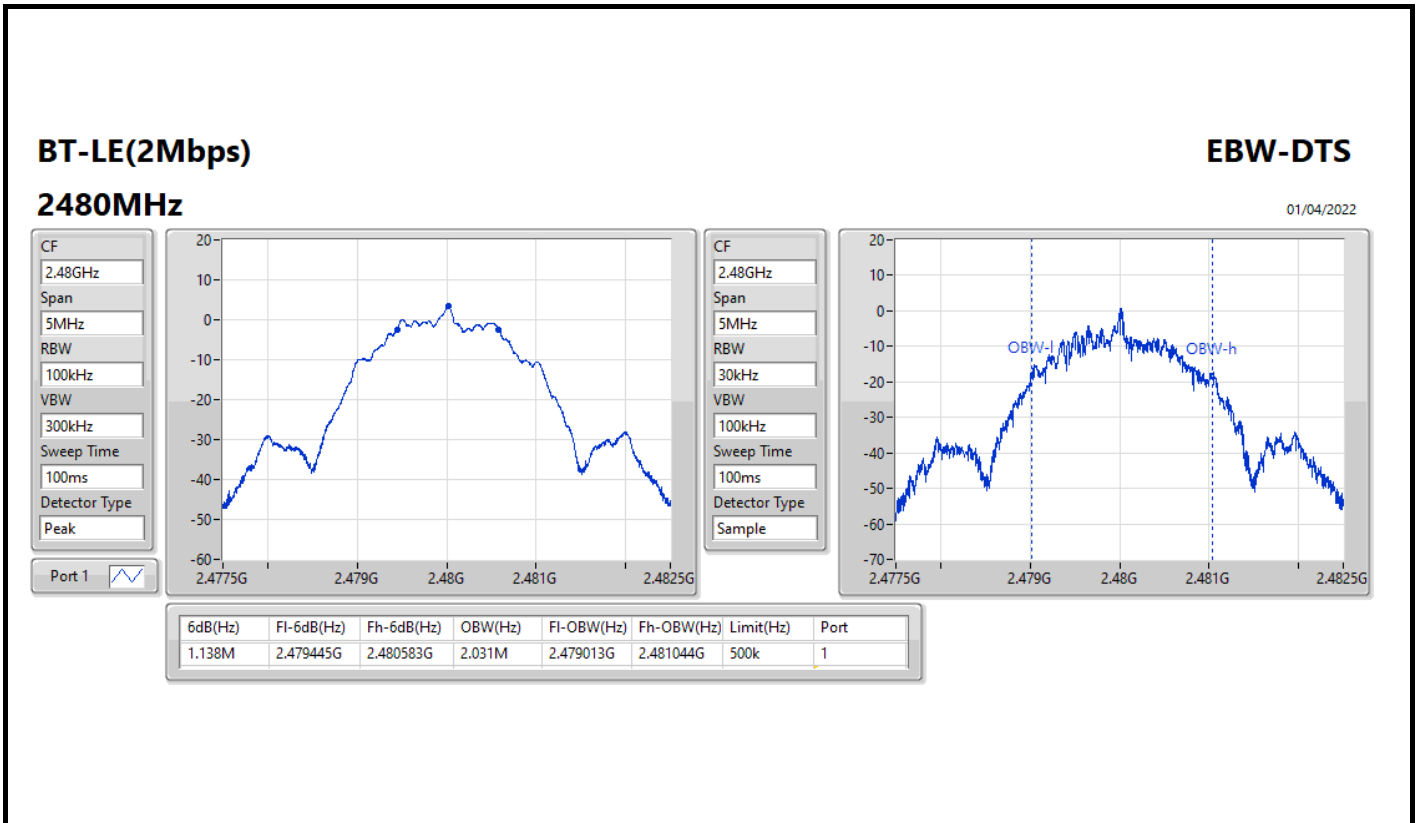 BT-LE(2Mbps)
EBW-DTS
2480MHz
01/04/2022
CF
2.48GHz
Span
5MHz
RBW
100kHz
VBW
300kHz
Sweep Time
100ms
Detector Type
Peak
Port 1
20
10
0
-10
-20
-30
-40
-50
-60
2.4775G 2.479G 2.48G 2.481G 2.4825G
CF
2.48GHz
Span
5MHz
RBW
30kHz
VBW
100kHz
Sweep Time
100ms
Detector Type
Sample
20
10
0
-10
-20
-30
-40
-50
-60
-70
OBW-l OBW-h
2.4775G 2.479G 2.48G 2.481G 2.4825G
6dB(Hz) Fl-6dB(Hz) Fh-6dB(Hz) OBW(Hz) Fl-OBW(Hz) Fh-OBW(Hz) Limit(Hz) Port
1.138M 2.479445G 2.480583G 2.031M 2.479013G 2.481044G 500k 1